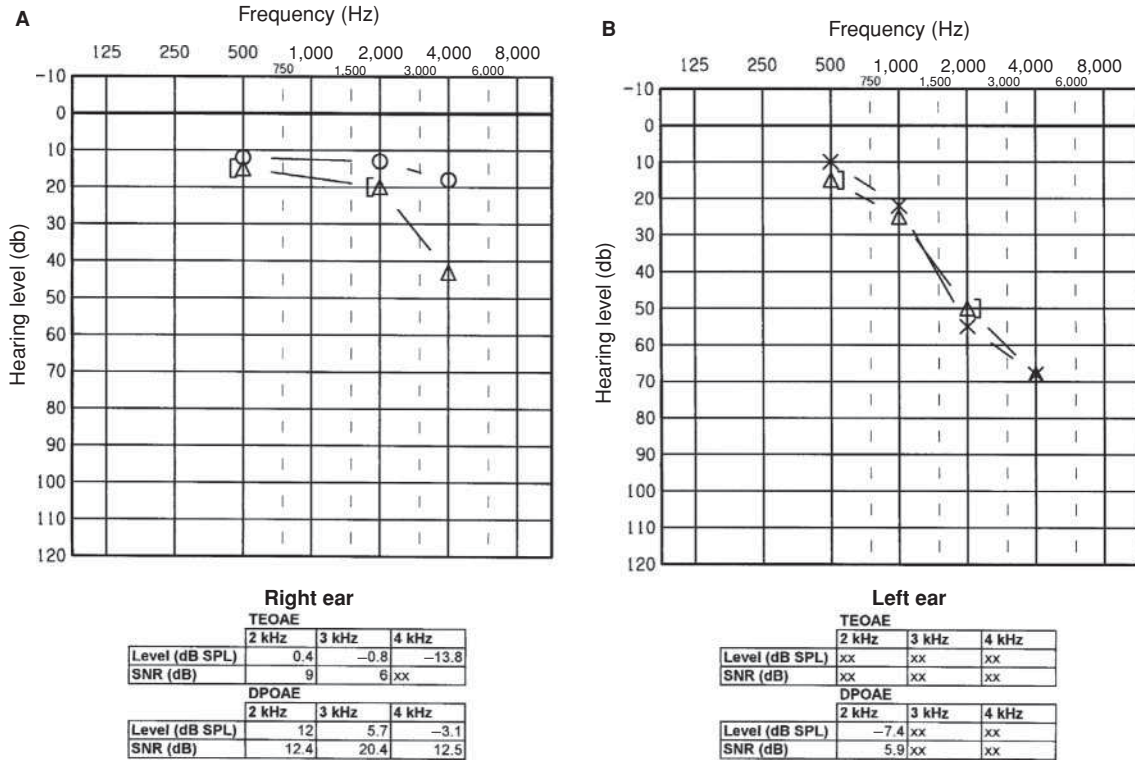 A
Frequency (Hz)
125 250 500 1,000 2,000 4,000 8,000
750 1.500 3.000 6.000
-10
0
10
20
30
40
50
60
70
80
90
100
110
120
Hearing level (db)
Right ear
TEOAE
2 kHz 3 kHz 4 kHz
Level (dB SPL) 0.4 −0.8 −13.8
SNR (dB) 9 6 xx
DPOAE
2 kHz 3 kHz 4 kHz
Level (dB SPL) 12 5.7 −3.1
SNR (dB) 12.4 20.4 12.5
B
Frequency (Hz)
125 250 500 1,000 2,000 4,000 8,000
750 1,500 3,000 6,000
-10
0
10
20
30
40
50
60
70
80
90
100
110
120
Hearing level (db)
Left ear
TEOAE
2 kHz 3 kHz 4 kHz
Level (dB SPL) xx xx xx
SNR (dB) xx xx xx
DPOAE
2 kHz 3 kHz 4 kHz
Level (dB SPL) −7.4 xx xx
SNR (dB) 5.9 xx xx